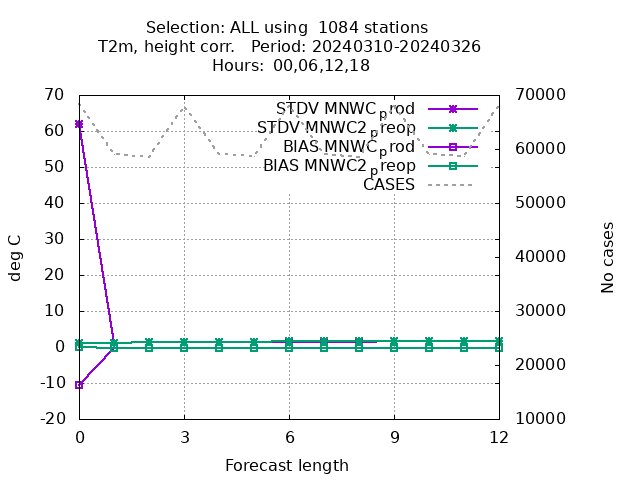 Selection: ALL using  1084 stations
T2m, height corr.   Period: 20240310-20240326
Hours:  00,06,12,18
STDV MNWC_prod
STDV MNWC2_preop
BIAS MNWC_prod
BIAS MNWC2_preop
CASES
deg C
70
60
50
40
30
20
10
0
-10
-20
70000
60000
50000
40000
30000
20000
10000
No cases
0 3 6 9 12
Forecast length